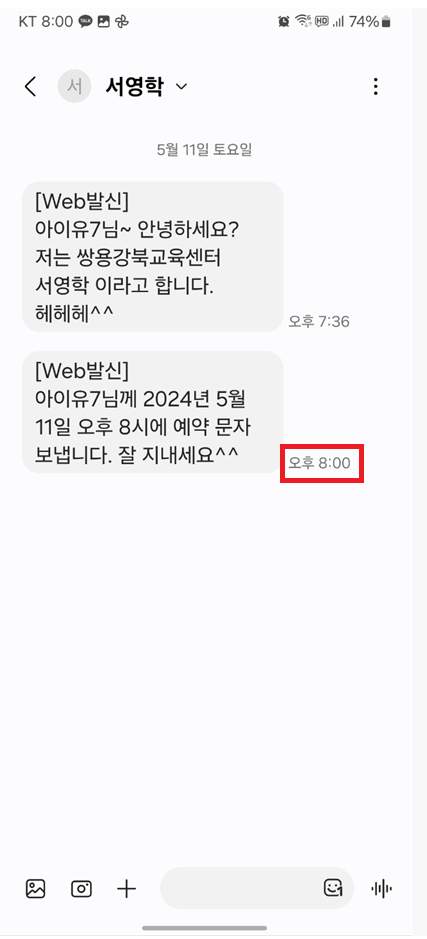 KT 8:00 TALK HD 74%
서 서영학
5월 11일 토요일
[Web발신]
아이유7님~ 안녕하세요?
저는 쌍용강북교육센터
서영학 이라고 합니다.
헤헤헤^^
오후 7:36
[Web발신]
아이유7님께 2024년 5월
11일 오후 8시에 예약 문자
보냅니다. 잘 지내세요^^
오후 8:00